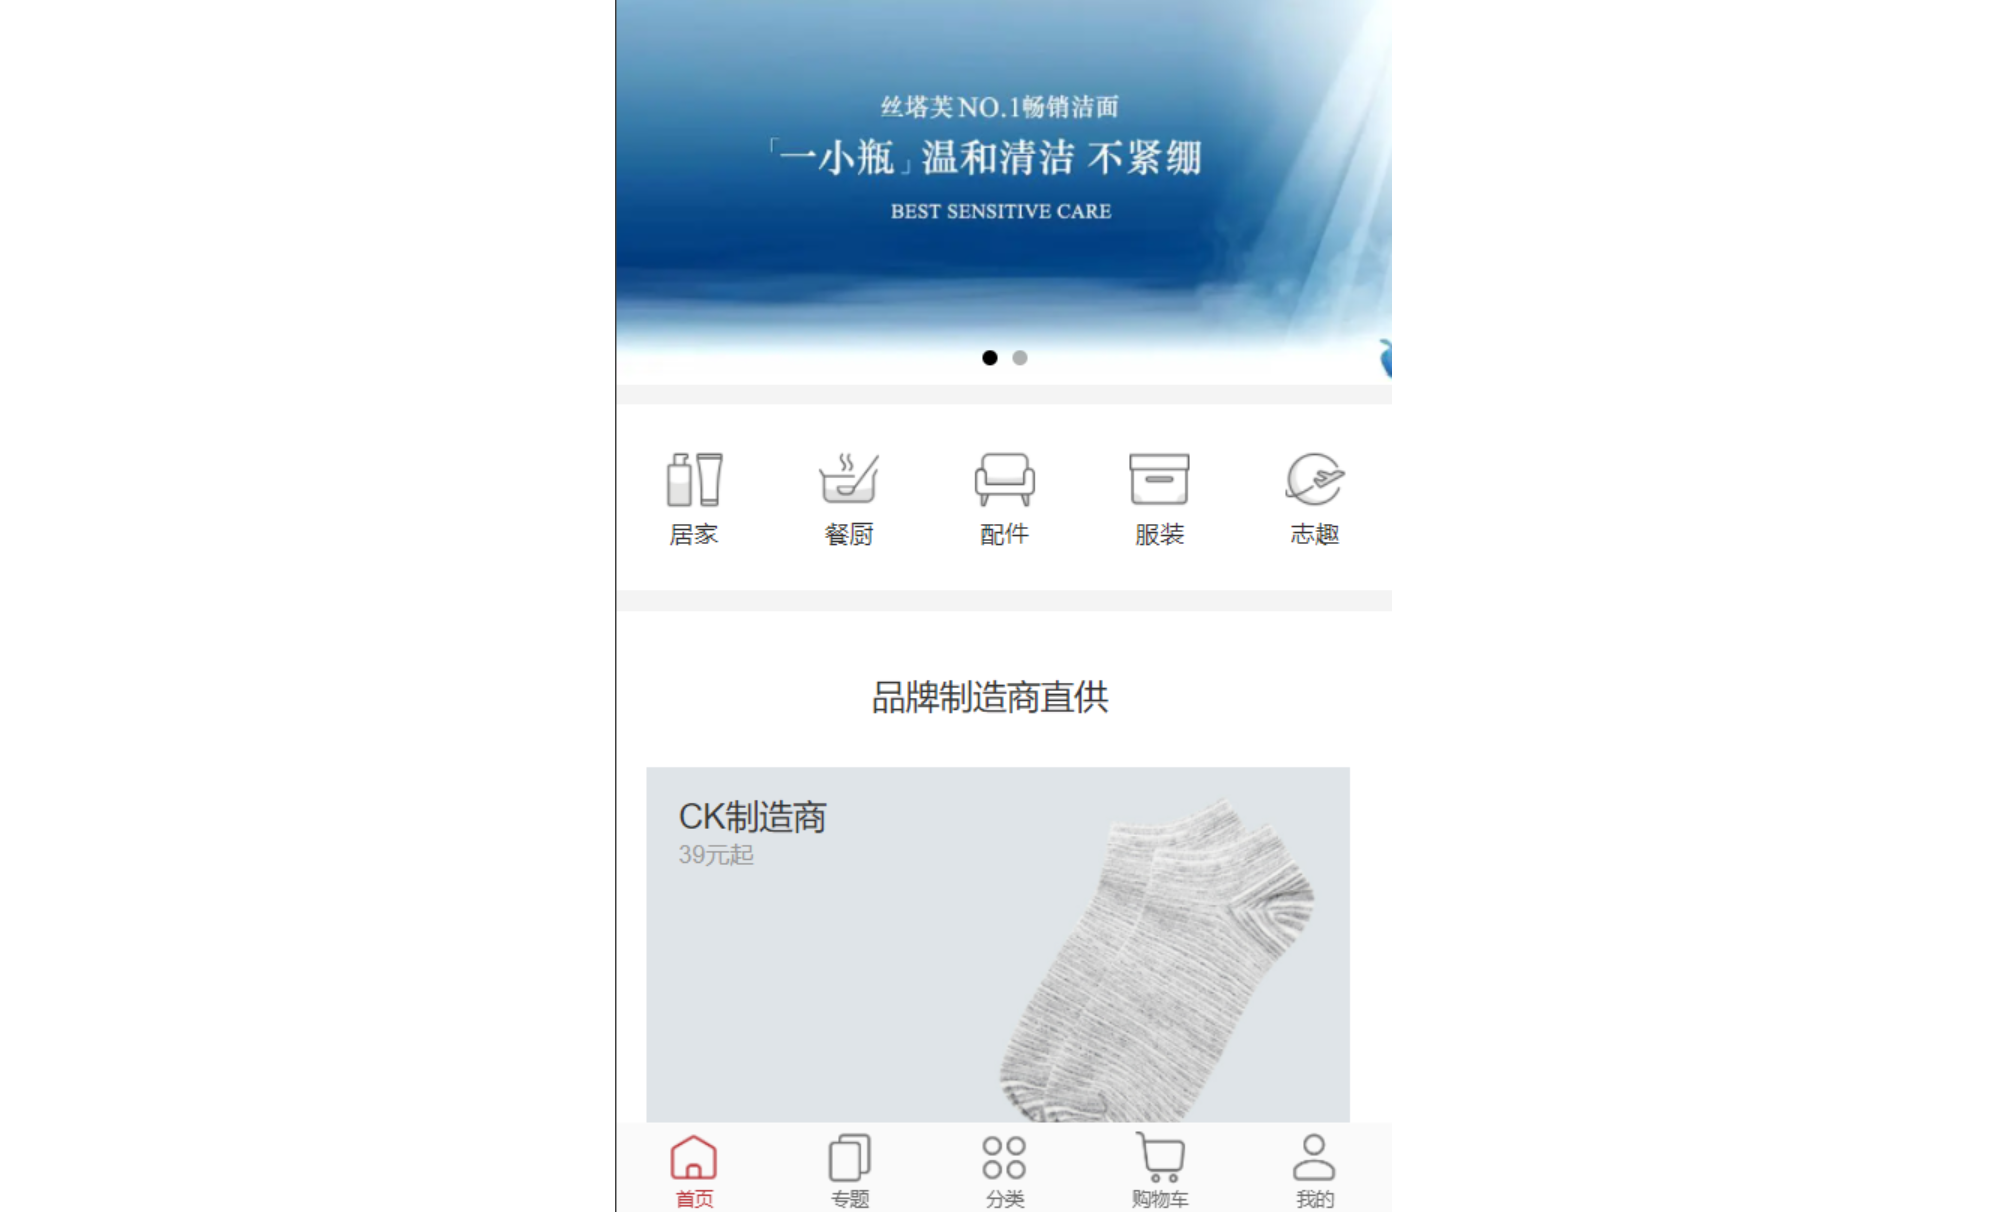 丝塔芙NO.1畅销洁面
「一小瓶」温和清洁 不紧绷
BEST SENSITIVE CARE
居家 餐厨 配件 服装 志趣
品牌制造商直供
CK制造商
39元起
首页 专题 分类 购物车 我的